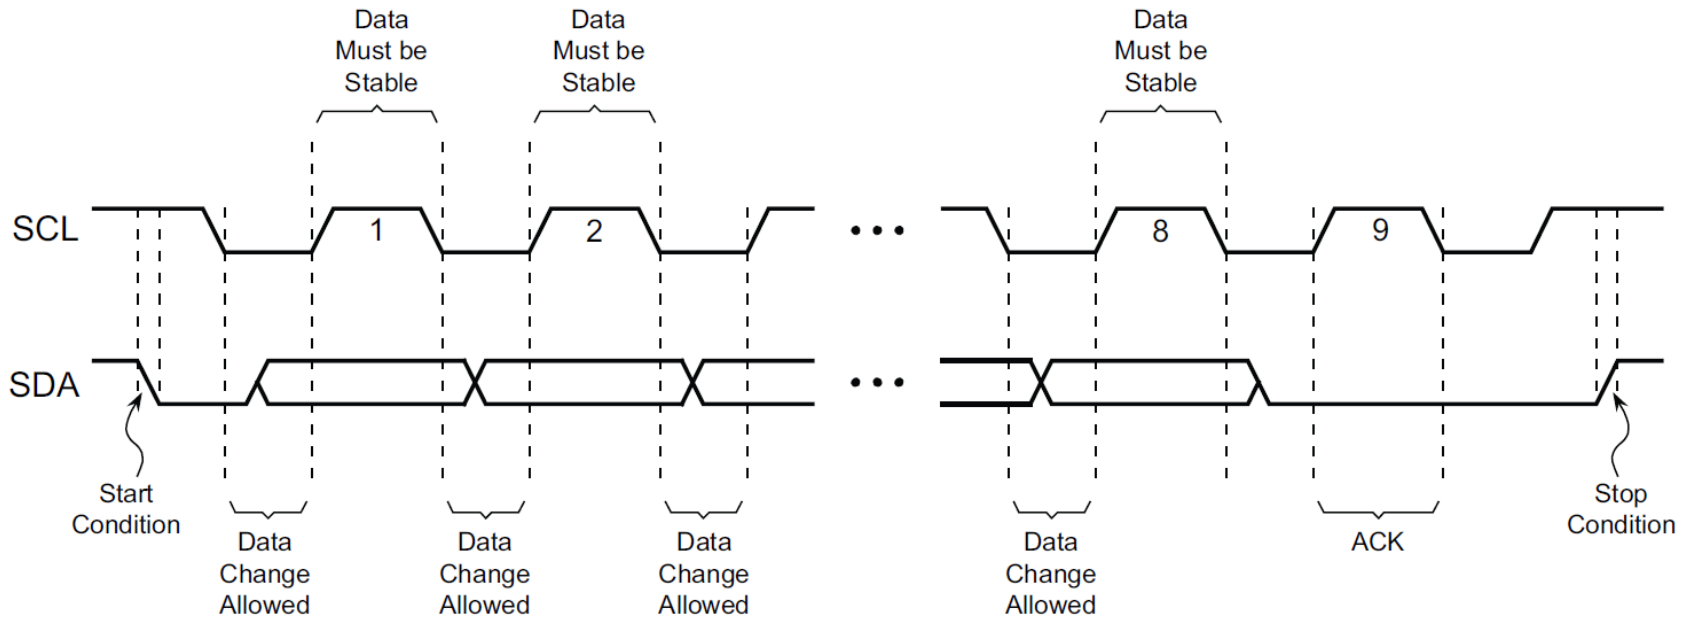 Data
Must be
Stable
Data
Must be
Stable
Data
Must be
Stable
SCL
1
2
8
9
SDA
Start
Condition
Data
Change
Allowed
Data
Change
Allowed
Data
Change
Allowed
Data
Change
Allowed
ACK
Stop
Condition